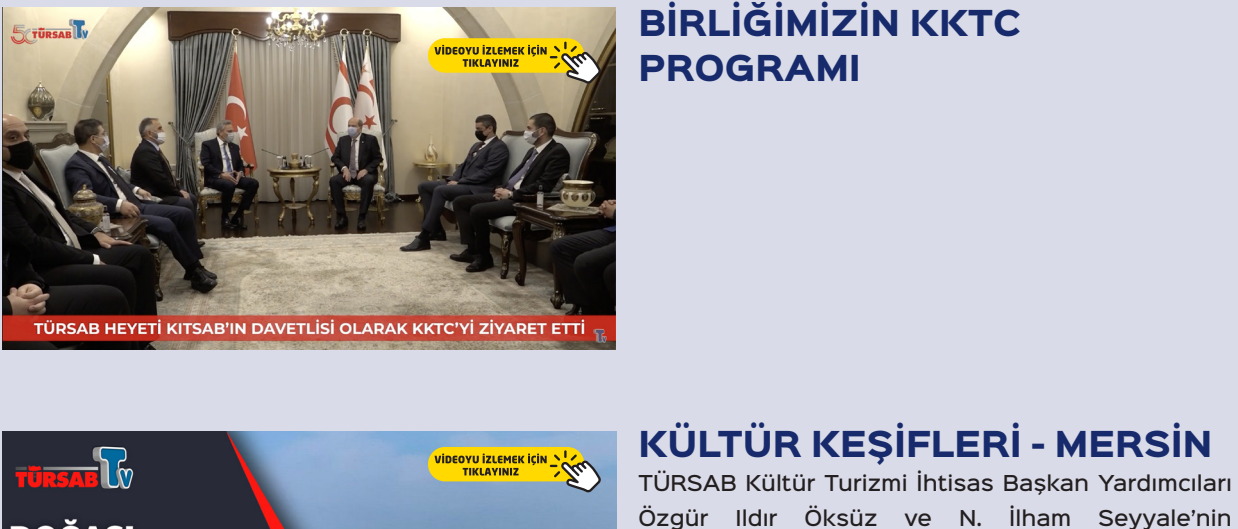 50 TÜRSAB TV
VİDEOYU İZLEMEK İÇİN
TIKLAYINIZ
TÜRSAB HEYETİ KITSAB'IN DAVETLİSİ OLARAK KKTC'Yİ ZİYARET ETTİ
Tv
BİRLİĞİMİZİN KKTC
PROGRAMI
TÜRSAB Tv
VİDEOYU İZLEMEK İÇİN
TIKLAYINIZ
KÜLTÜR KEŞİFLERİ - MERSİN
TÜRSAB Kültür Turizmi İhtisas Başkan Yardımcıları
Özgür Ildır Öksüz ve N. İlham Seyyale’nin